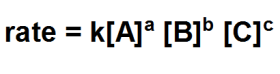 rate = k[A]ᵃ [B]ᵇ [C]ᶜ